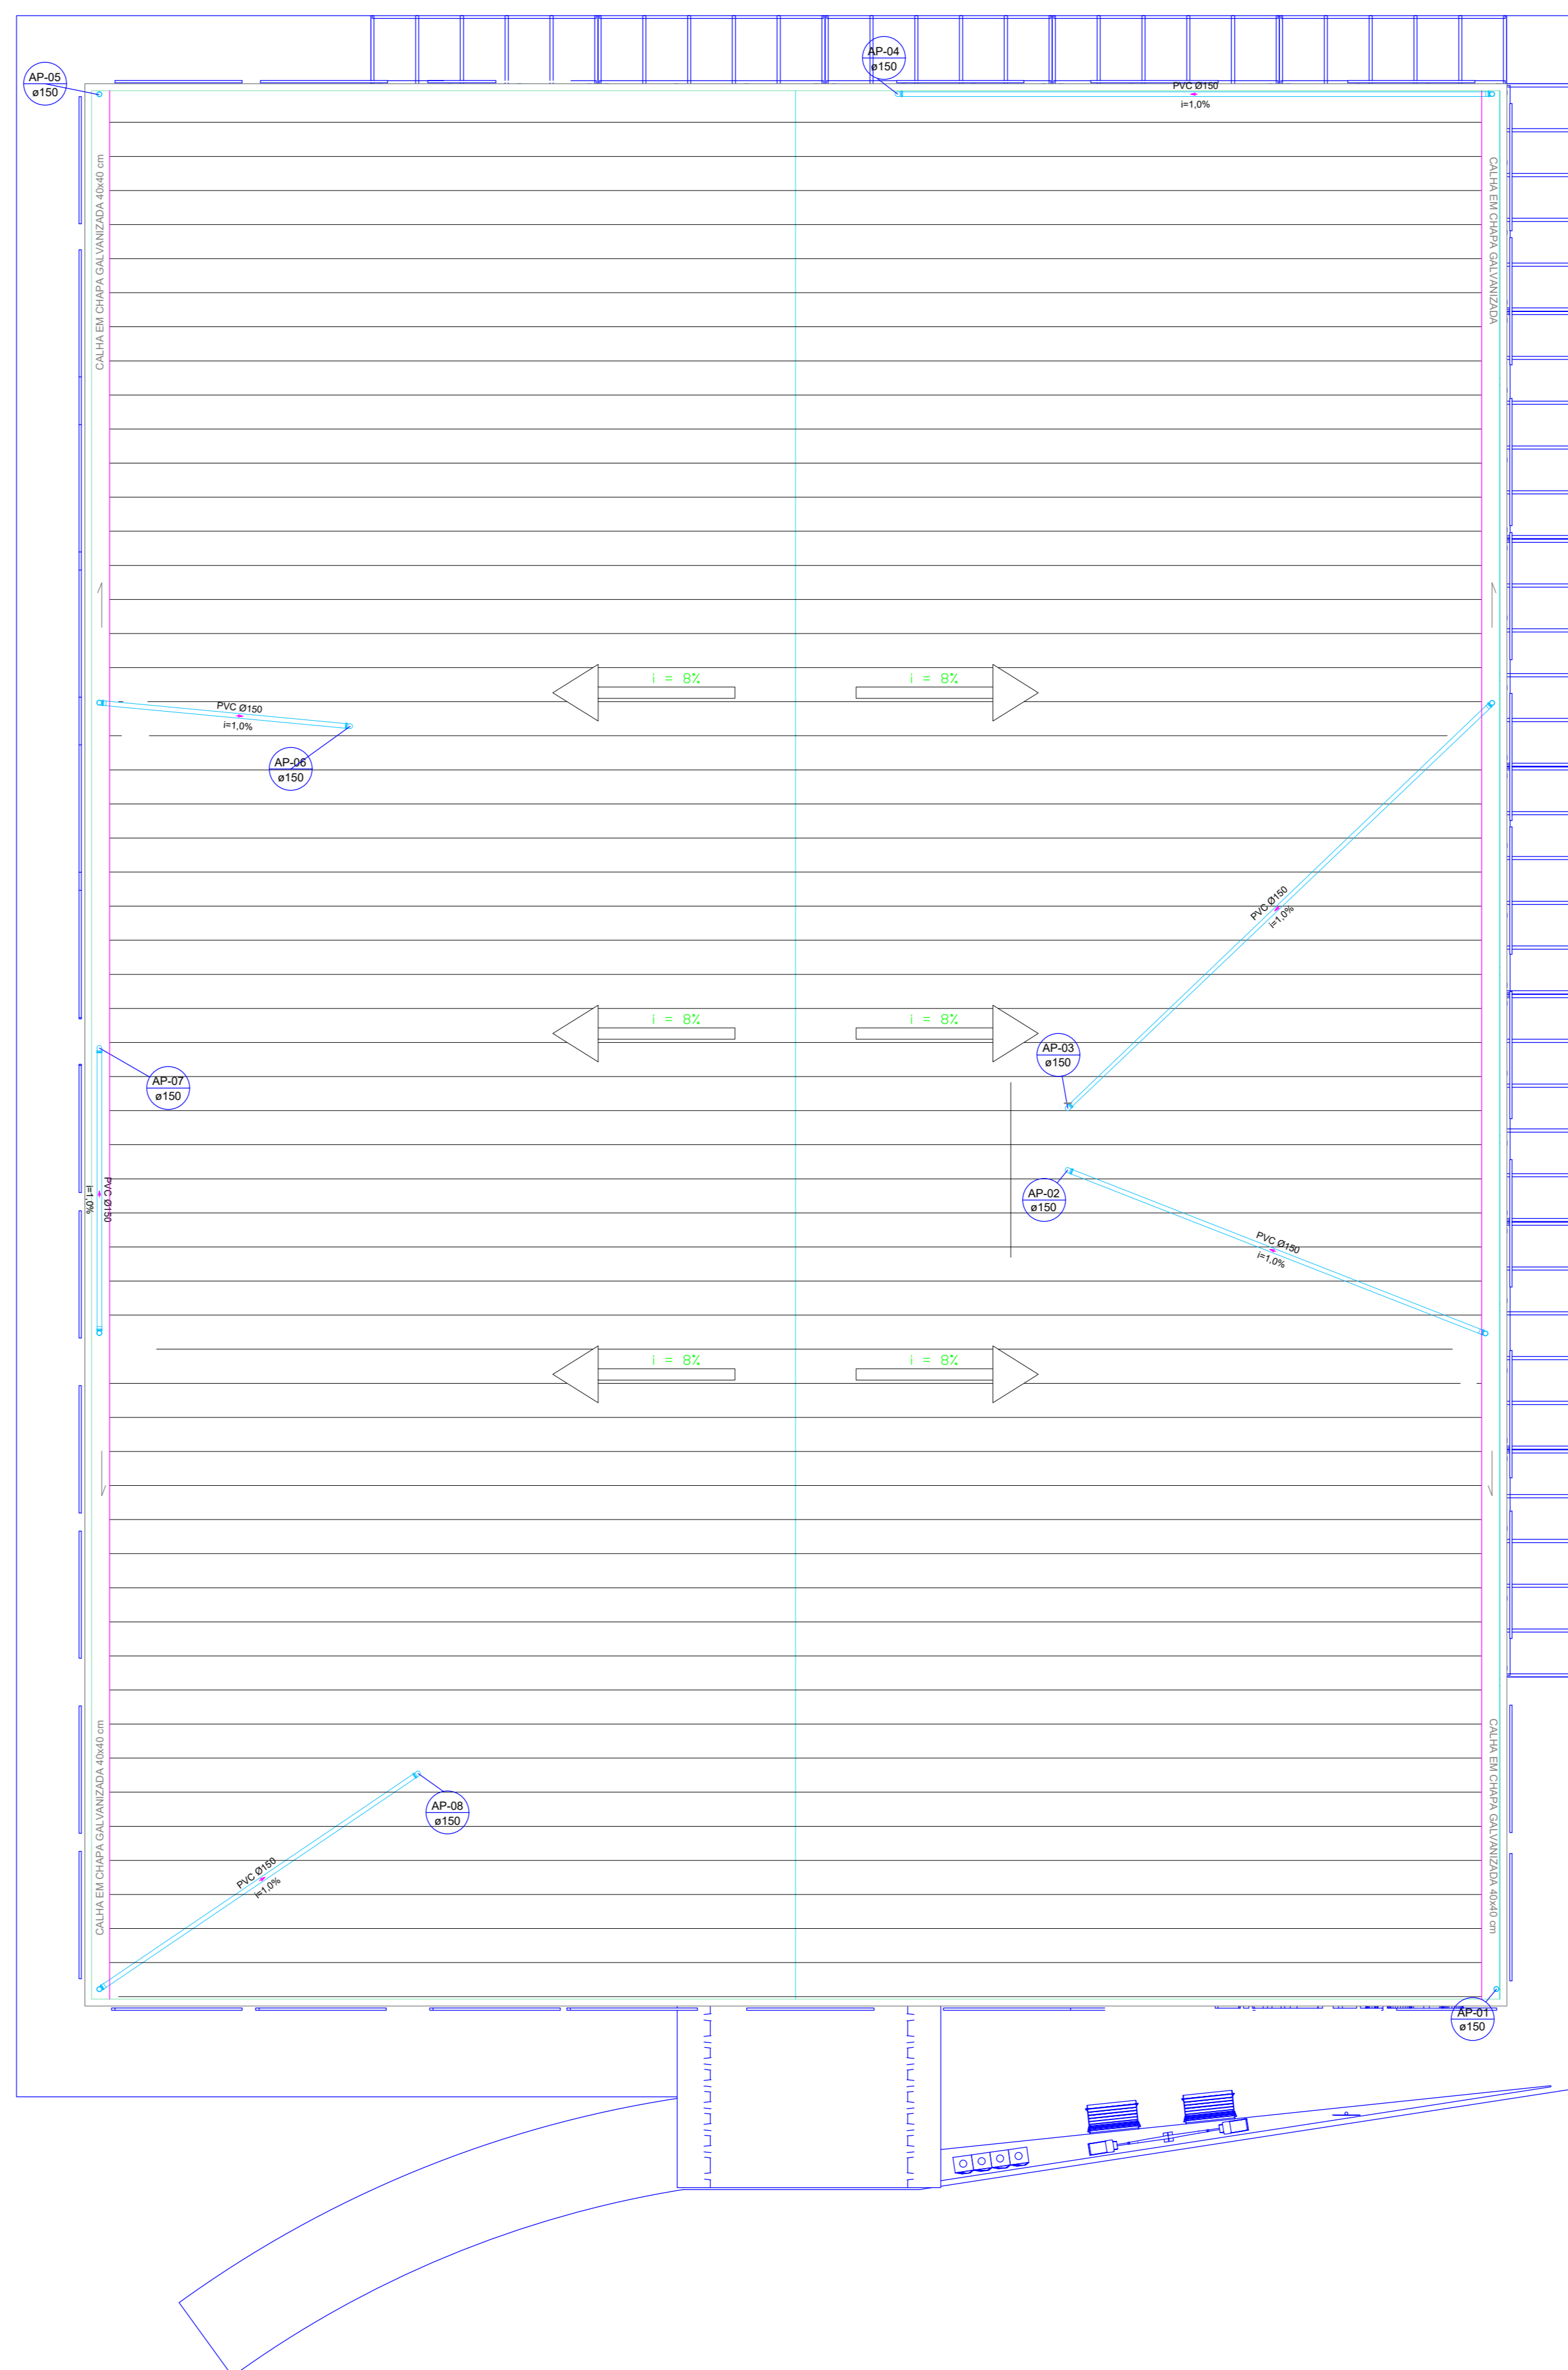 AP-04
ø150
AP-05
ø150
PVC Ø150
i=1,0%
CALHA EM CHAPA GALVANIZADA 40x40 cm
CALHA EM CHAPA GALVANIZADA
i = 8%
i = 8%
PVC Ø150
i=1,0%
AP-06
ø150
PVC Ø150
i=1,0%
i = 8%
i = 8%
AP-03
ø150
AP-07
ø150
PVC Ø150
i=1,0%
AP-02
ø150
PVC Ø150
i=1,0%
i = 8%
i = 8%
CALHA EM CHAPA GALVANIZADA 40x40 cm
CALHA EM CHAPA GALVANIZADA 40x40 cm
AP-08
ø150
PVC Ø150
i=1,0%
AP-01
ø150